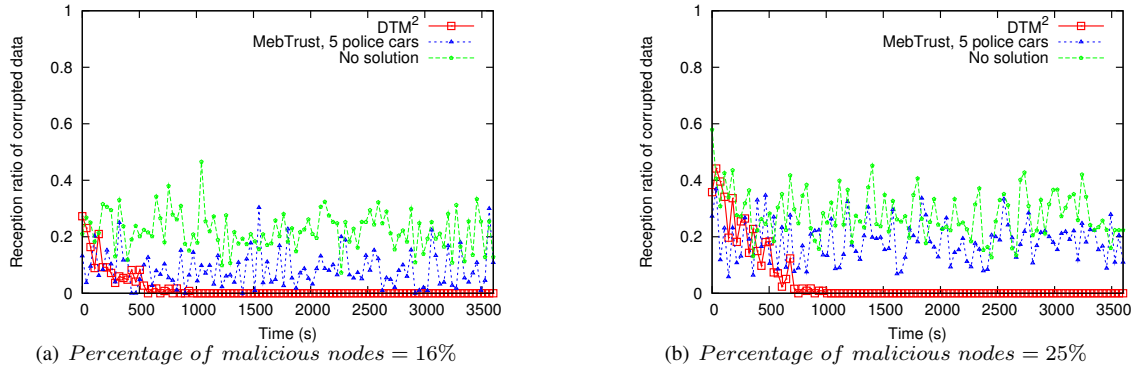 1
0.8
0.6
0.4
0.2
0
0 500 1000 1500 2000 2500 3000 3500
Reception ratio of corrupted data
Time (s)
DTM²
MebTrust, 5 police cars
No solution
(a) Percentage of malicious nodes = 16%
1
0.8
0.6
0.4
0.2
0
0 500 1000 1500 2000 2500 3000 3500
Reception ratio of corrupted data
Time (s)
DTM²
MebTrust, 5 police cars
No solution
(b) Percentage of malicious nodes = 25%